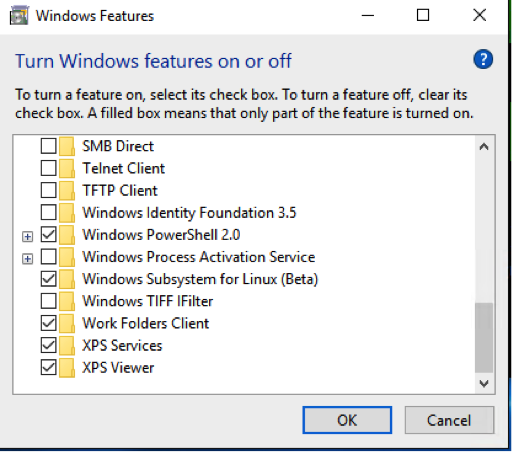 Windows Features
Turn Windows features on or off
?
To turn a feature on, select its check box. To turn a feature off, clear its
check box. A filled box means that only part of the feature is turned on.
SMB Direct
Telnet Client
TFTP Client
Windows Identity Foundation 3.5
Windows PowerShell 2.0
Windows Process Activation Service
Windows Subsystem for Linux (Beta)
Windows TIFF IFilter
Work Folders Client
XPS Services
XPS Viewer
OK Cancel